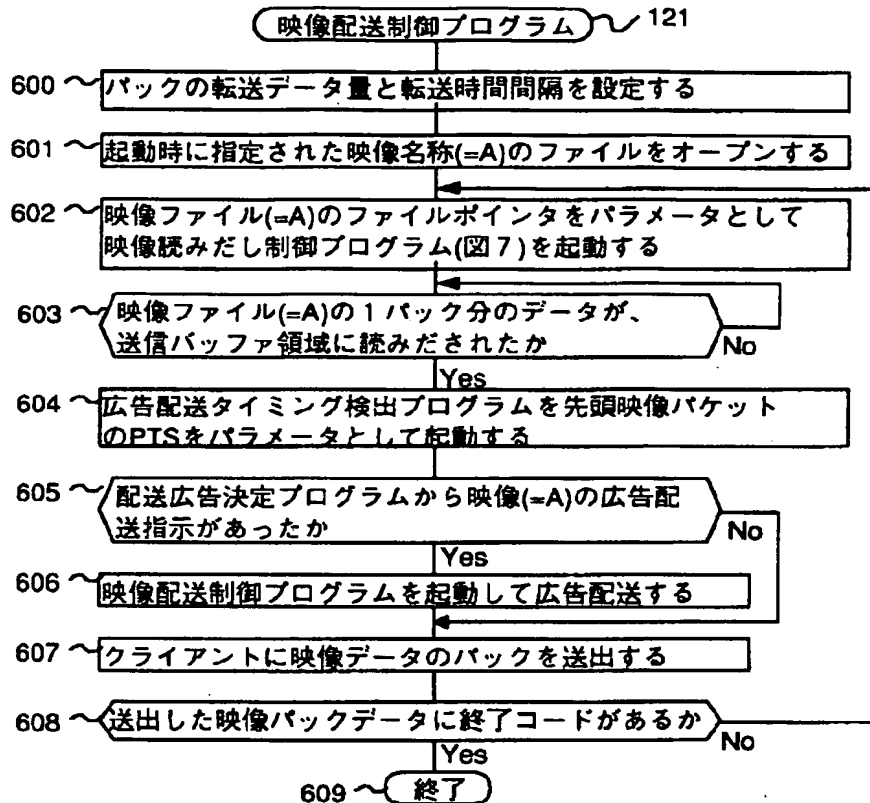 映像配送制御プログラム 121
600 パックの転送データ量と転送時間間隔を設定する
601 起動時に指定された映像名称(=A)のファイルをオープンする
602 映像ファイル(=A)のファイルポインタをパラメータとして
映像読みだし制御プログラム(図7)を起動する
603 映像ファイル(=A)の1パック分のデータが、
送信バッファ領域に読みだされたか
No
Yes
604 広告配送タイミング検出プログラムを先頭映像パケット
のPTSをパラメータとして起動する
605 配送広告決定プログラムから映像(=A)の広告配
送指示があったか
No
Yes
606 映像配送制御プログラムを起動して広告配送する
607 クライアントに映像データのパックを送出する
608 送出した映像パックデータに終了コードがあるか
No
Yes
609 終了